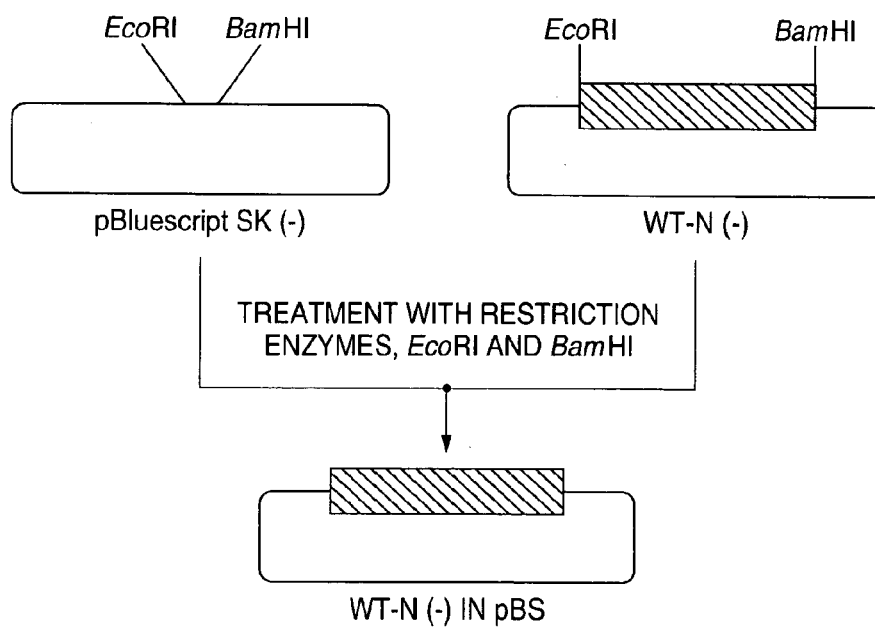 EcoRI BamHI
EcoRI BamHI
pBluescript SK (-)
WT-N (-)
TREATMENT WITH RESTRICTION
ENZYMES, EcoRI AND BamHI
WT-N (-) IN pBS